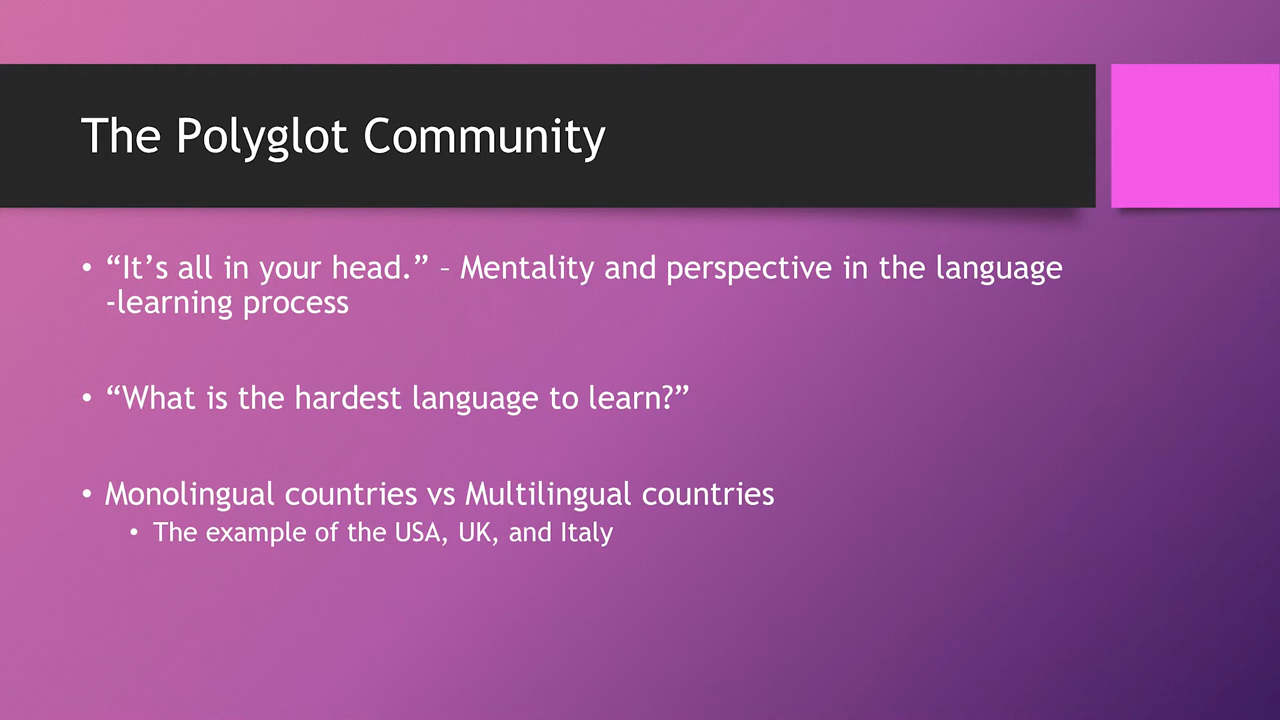 The Polyglot Community
• “It’s all in your head.” – Mentality and perspective in the language
-learning process
• “What is the hardest language to learn?”
• Monolingual countries vs Multilingual countries
• The example of the USA, UK, and Italy